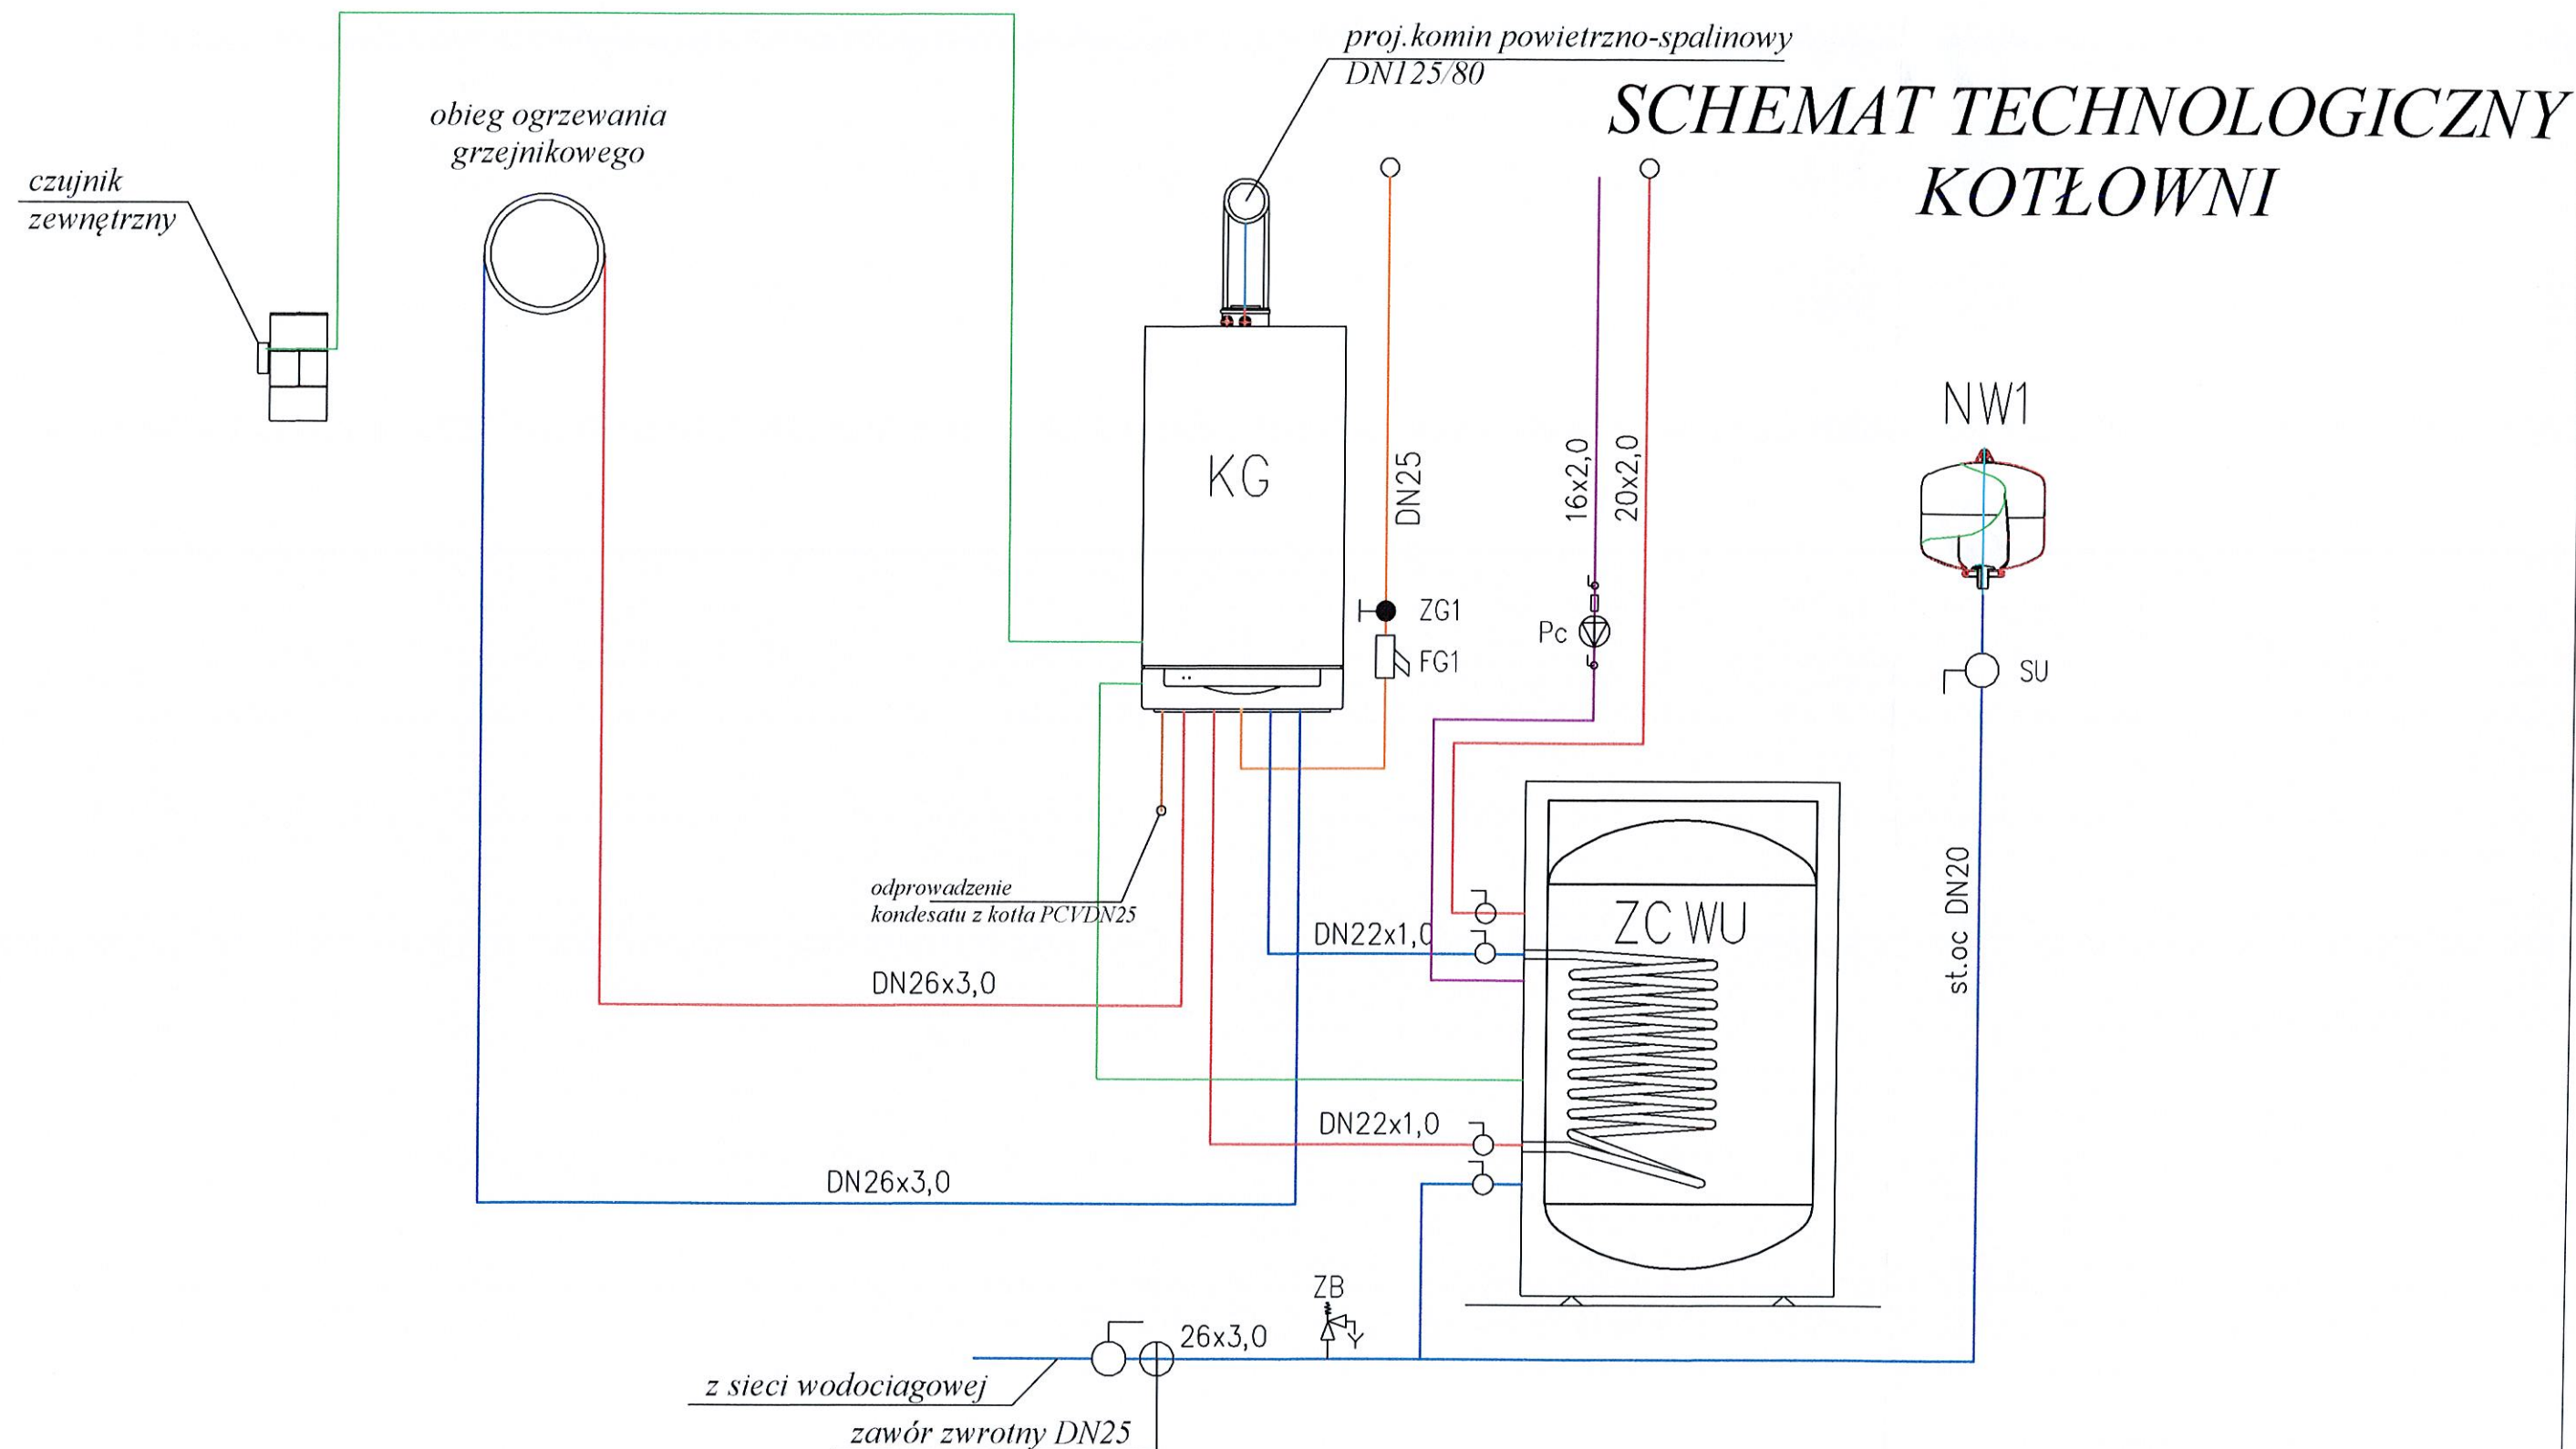 proj.komin powietrzno-spalinowy
DN125/80
SCHEMAT TECHNOLOGICZNY
KOTŁOWNI
obieg ogrzewania
grzejnikowego
czujnik
zewnętrzny
NW1
KG
DN25
16x2,0
20x2,0
ZG1
FG1
Pc
SU
odprowadzenie
kondesatu z kotła PCVDN25
ZC WU
st.oc DN20
DN22x1,0
DN26x3,0
DN22x1,0
DN26x3,0
ZB
26x3,0
z sieci wodociagowej
zawór zwrotny DN25